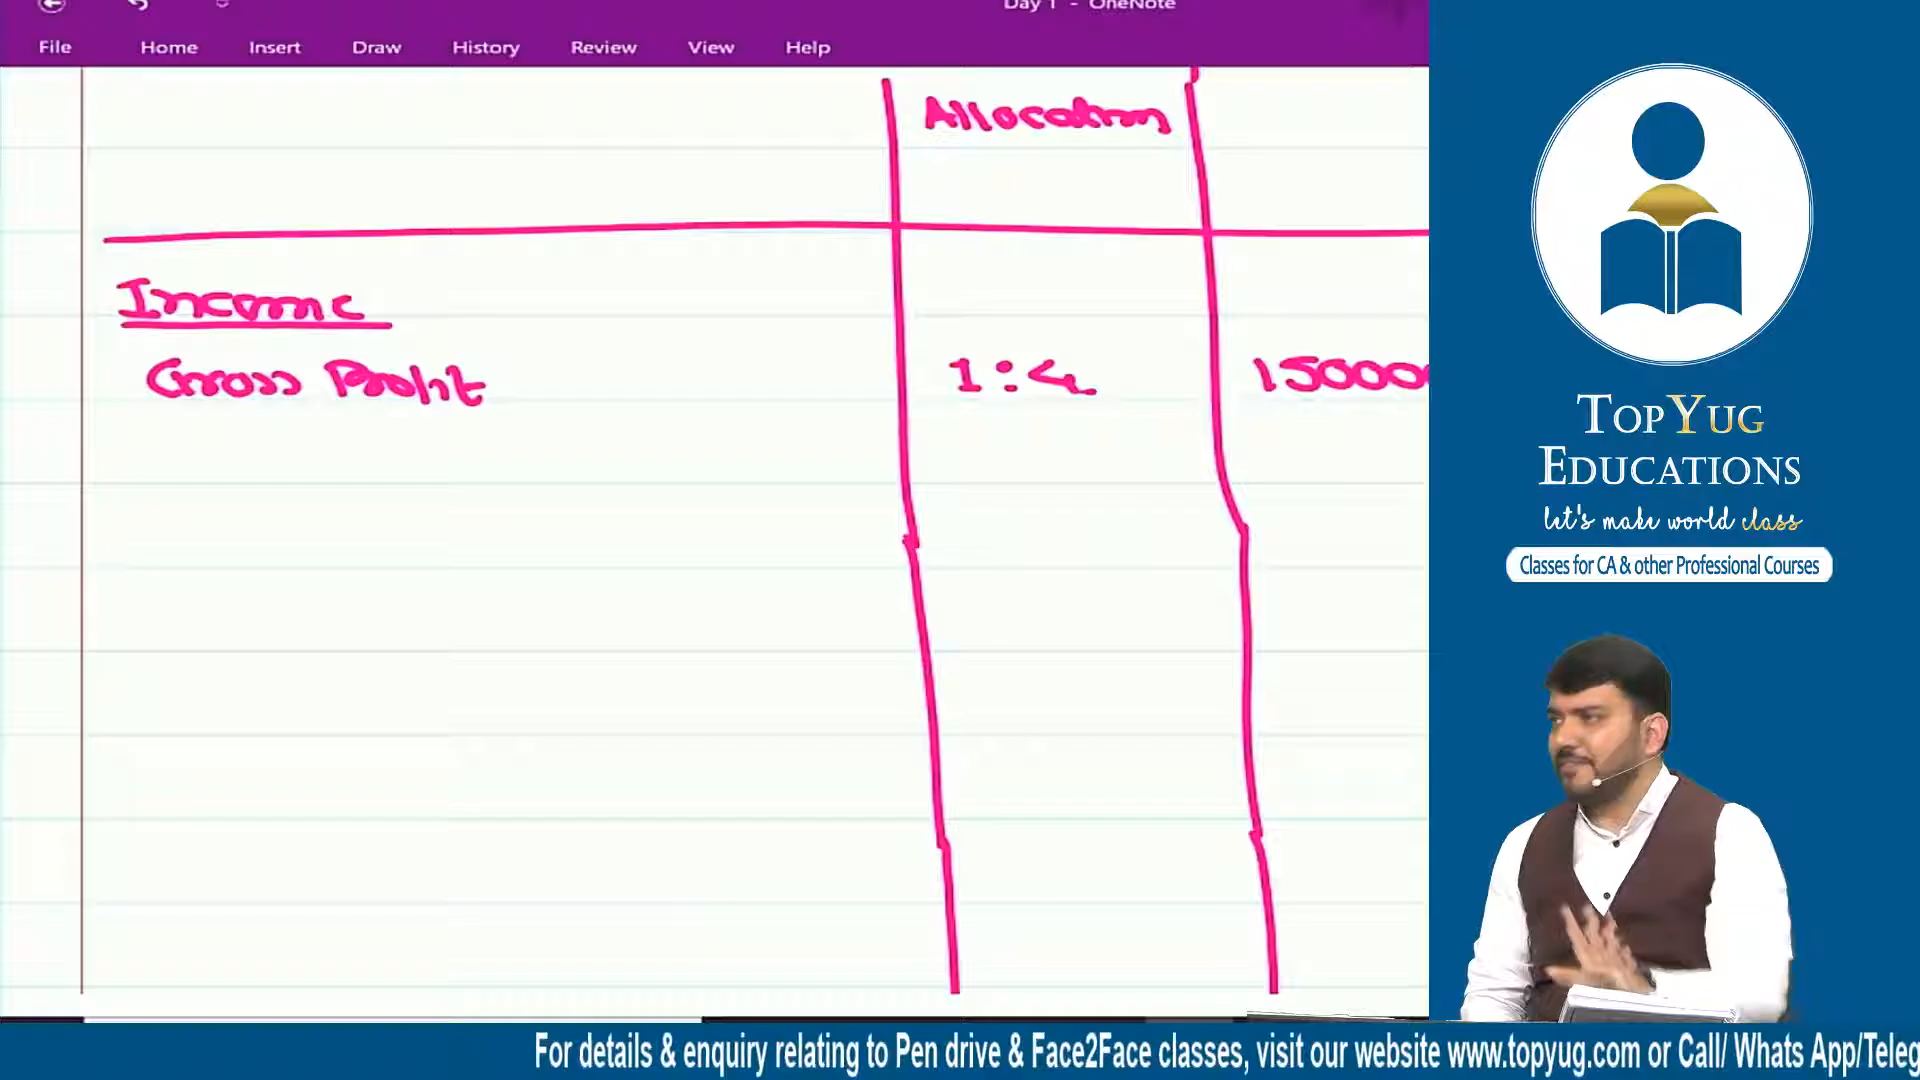 Day 1 - OneNote
File Home Insert Draw History Review View Help
Allocation
Income
Gross Profit 1:4 150000
TOPYUG
EDUCATIONS
let's make world class
Classes for CA & other Professional Courses
For details & enquiry relating to Pen drive & Face2Face classes, visit our website www.topyug.com or Call/ Whats App/Teleg